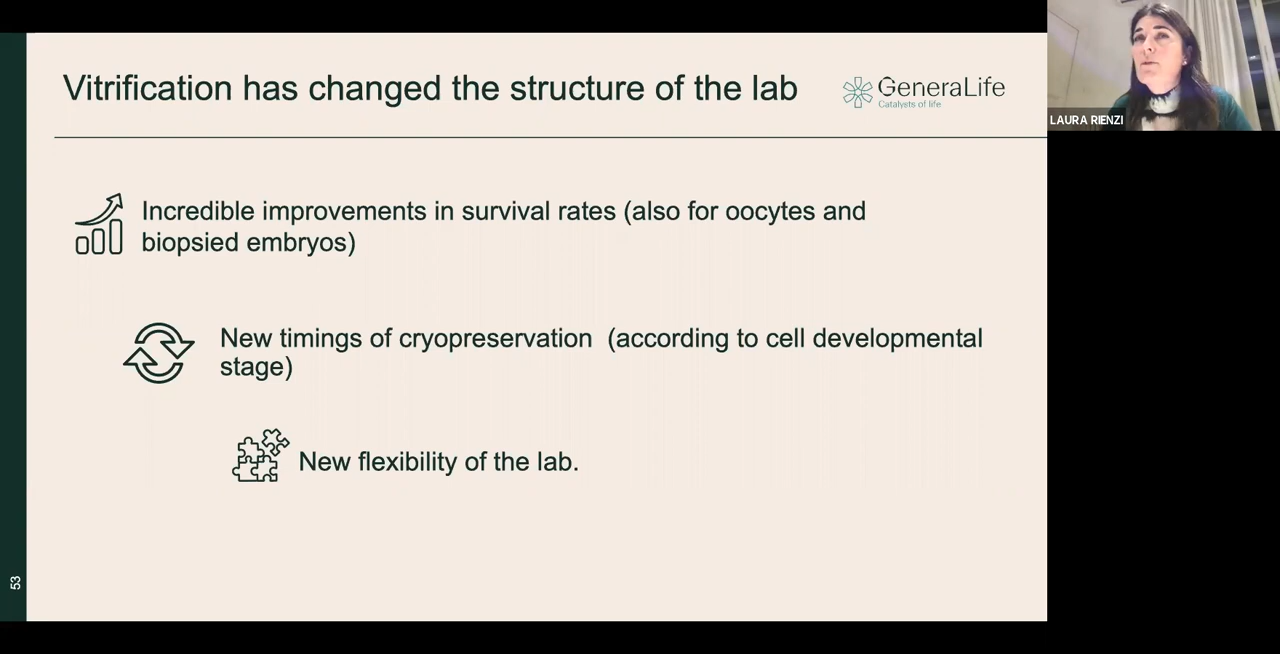 Vitrification has changed the structure of the lab
GeneraLife
Catalysts of life
LAURA RIENZI
Incredible improvements in survival rates (also for oocytes and
biopsied embryos)
New timings of cryopreservation (according to cell developmental
stage)
New flexibility of the lab.
53